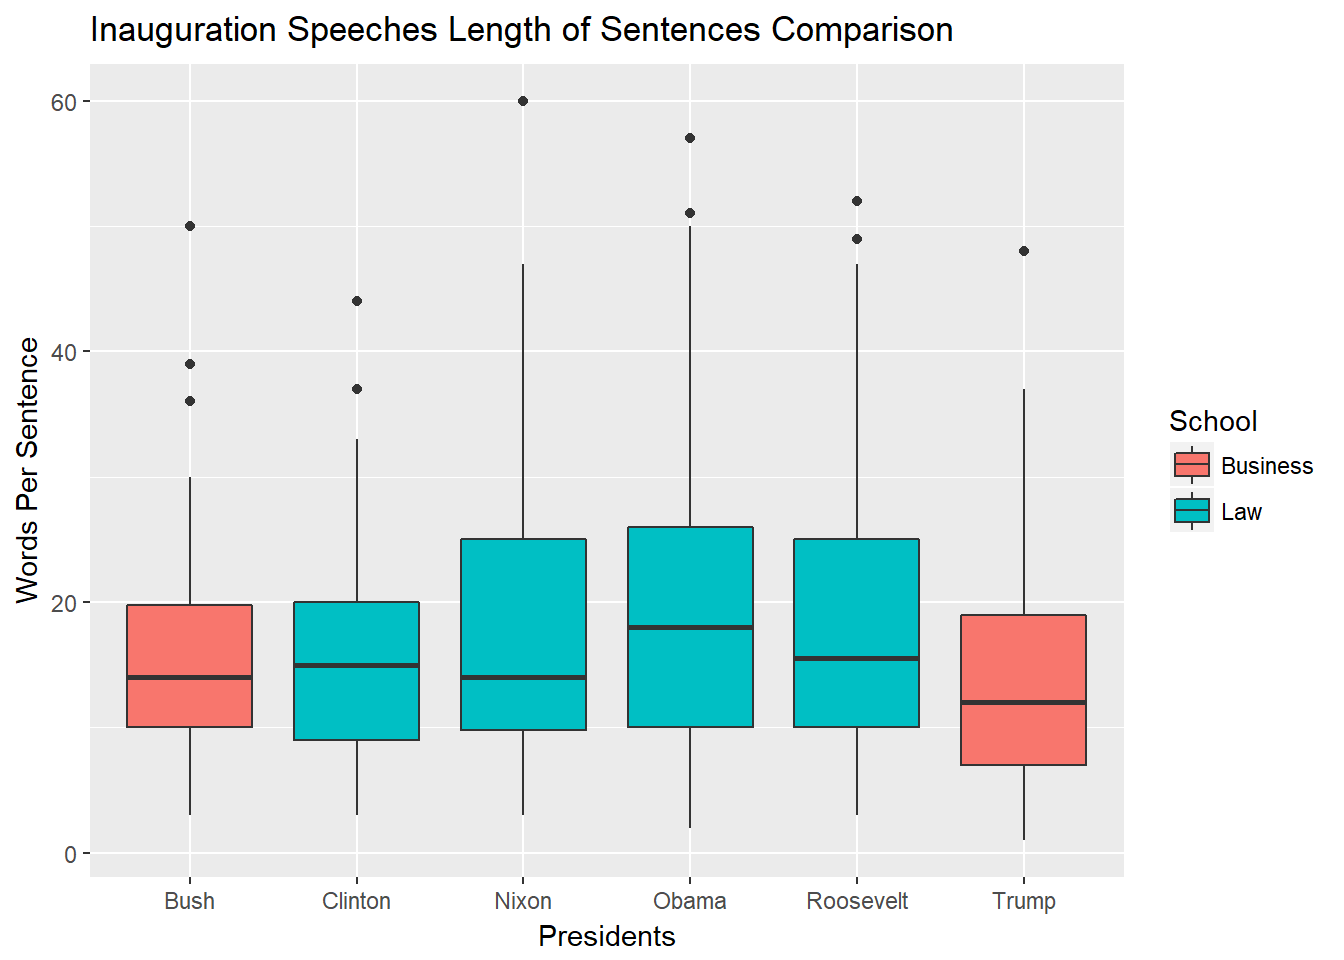 Inauguration Speeches Length of Sentences Comparison
Words Per Sentence
60
40
20
0
Bush
Clinton
Nixon
Obama
Roosevelt
Trump
Presidents
School
Business
Law